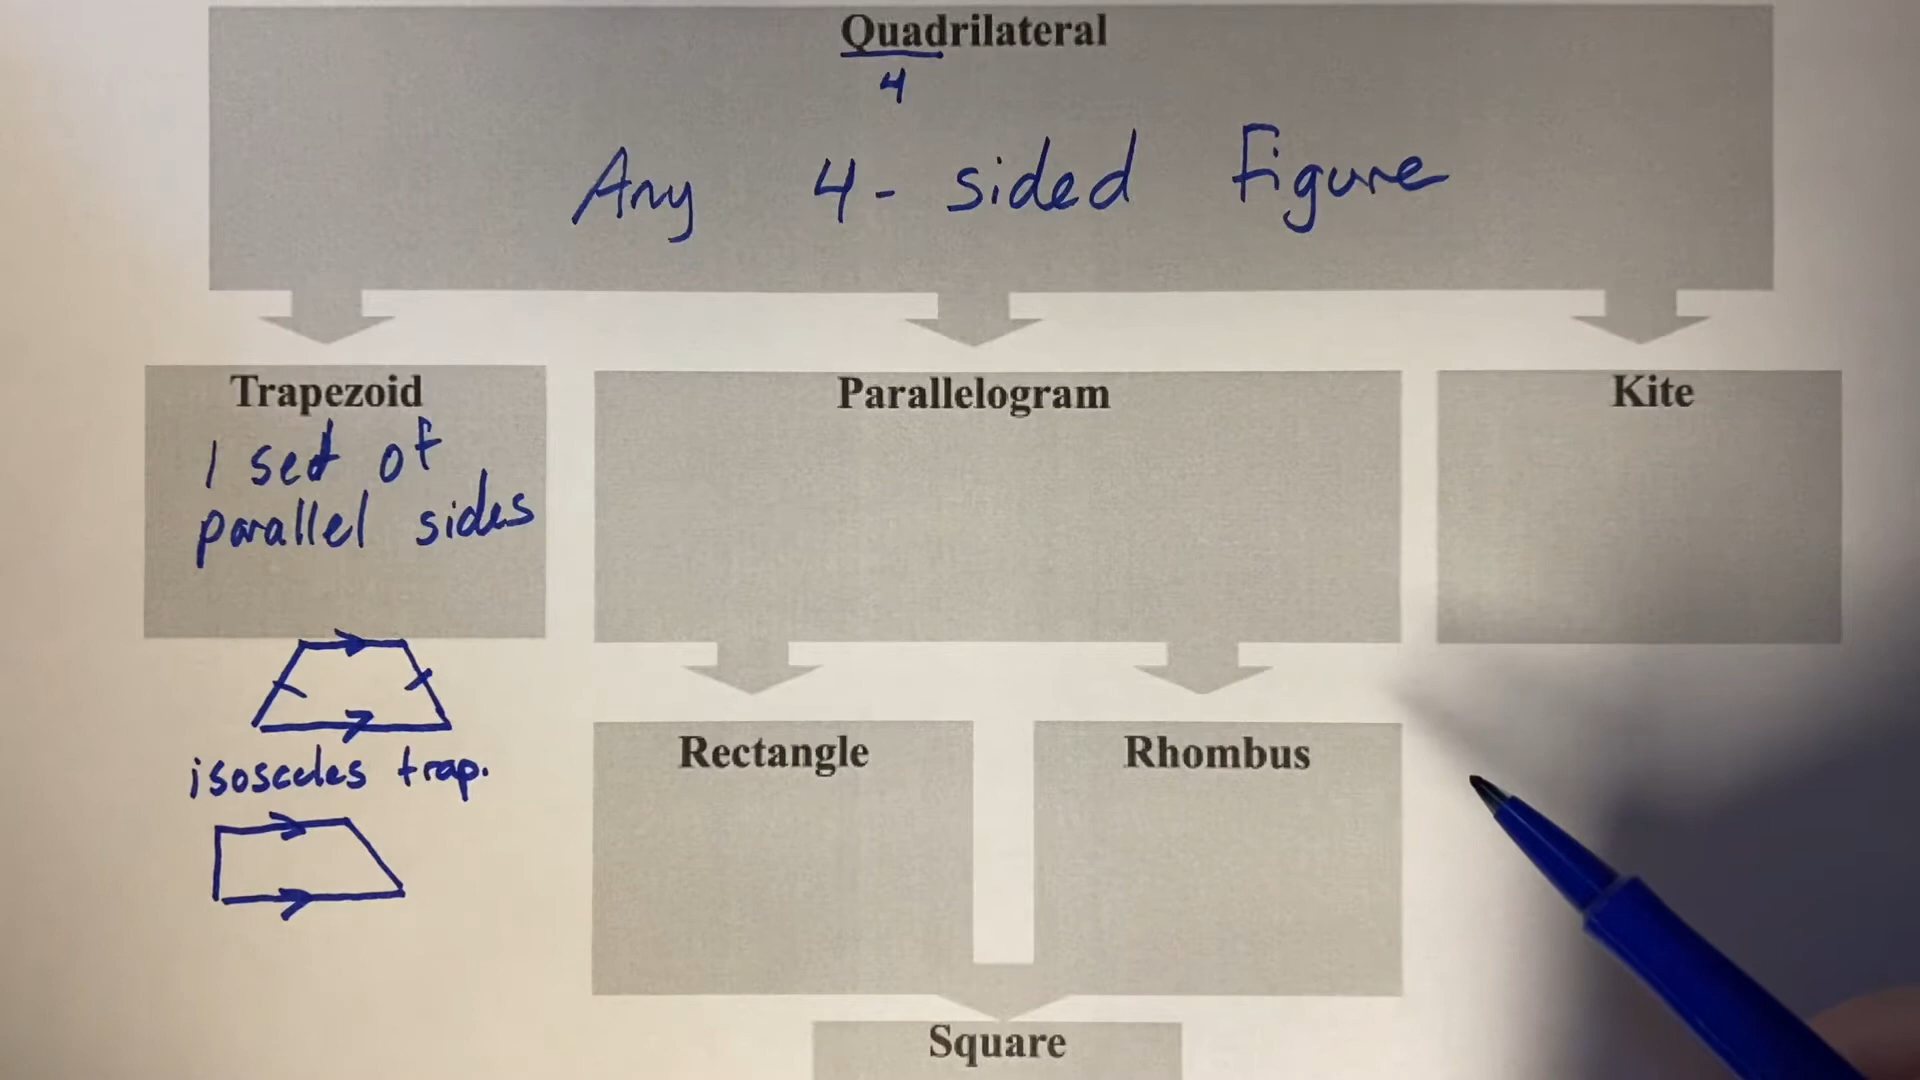 Quadrilateral
4
Any 4-sided figure
Trapezoid
1 set of
parallel sides
isosceles trap.
Parallelogram
Kite
Rectangle
Rhombus
Square